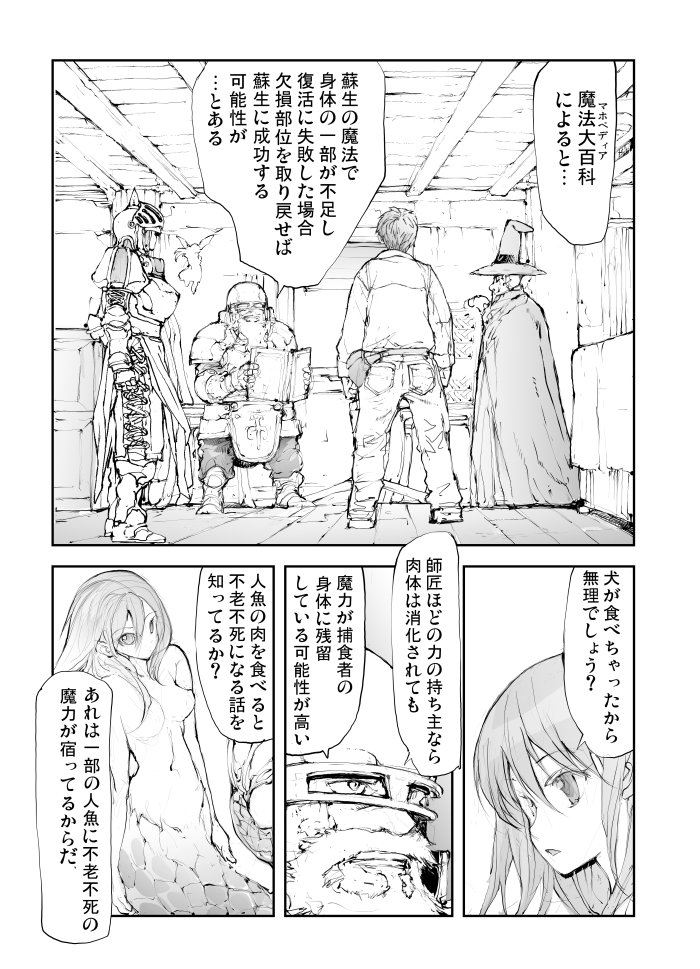 魔法大百科
マホペディア
によると…
蘇生の魔法で
身体の一部が不足し
復活に失敗した場合
欠損部位を取り戻せば
蘇生に成功する
可能性が
…とある
犬が食べちゃったから
無理でしょう？
師匠ほどの力の持ち主なら
肉体は消化されても
魔力が捕食者の
身体に残留
している可能性が高い
人魚の肉を食べると
不老不死になる話を
知ってるか？
あれは一部の人魚に不老不死の
魔力が宿ってるからだ